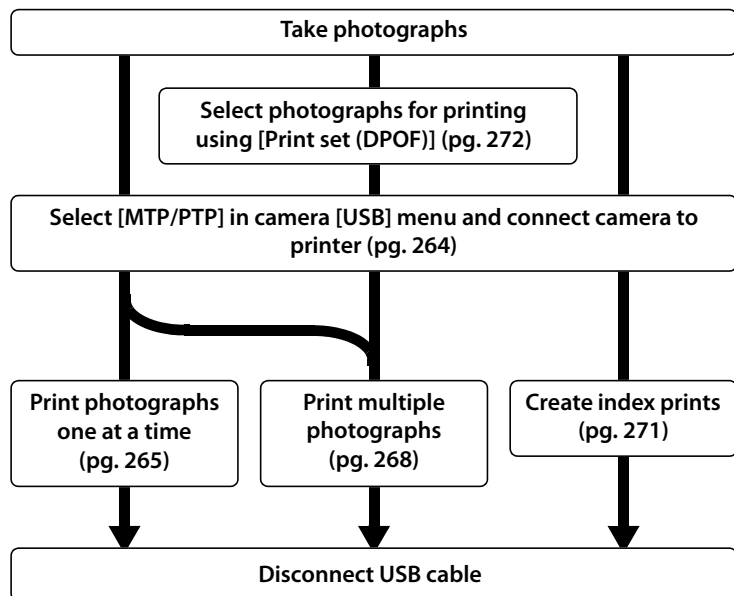 Take photographs
Select photographs for printing
using [Print set (DPOF)] (pg. 272)
Select [MTP/PTP] in camera [USB] menu and connect camera to
printer (pg. 264)
Print photographs
one at a time
(pg. 265)
Print multiple
photographs
(pg. 268)
Create index prints
(pg. 271)
Disconnect USB cable